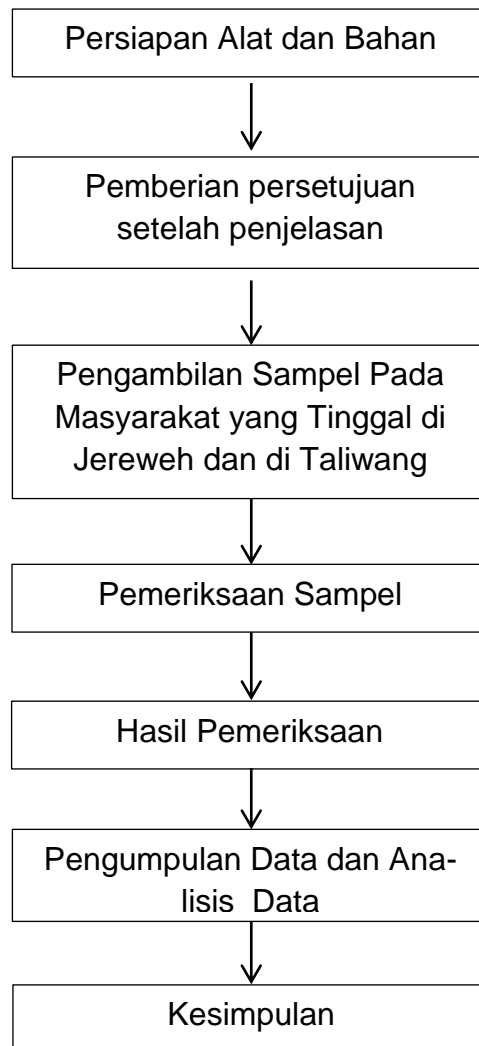 Persiapan Alat dan Bahan
Pemberian persetujuan
setelah penjelasan
Pengambilan Sampel Pada
Masyarakat yang Tinggal di
Jereweh dan di Taliwang
Pemeriksaan Sampel
Hasil Pemeriksaan
Pengumpulan Data dan Ana-
lisis Data
Kesimpulan